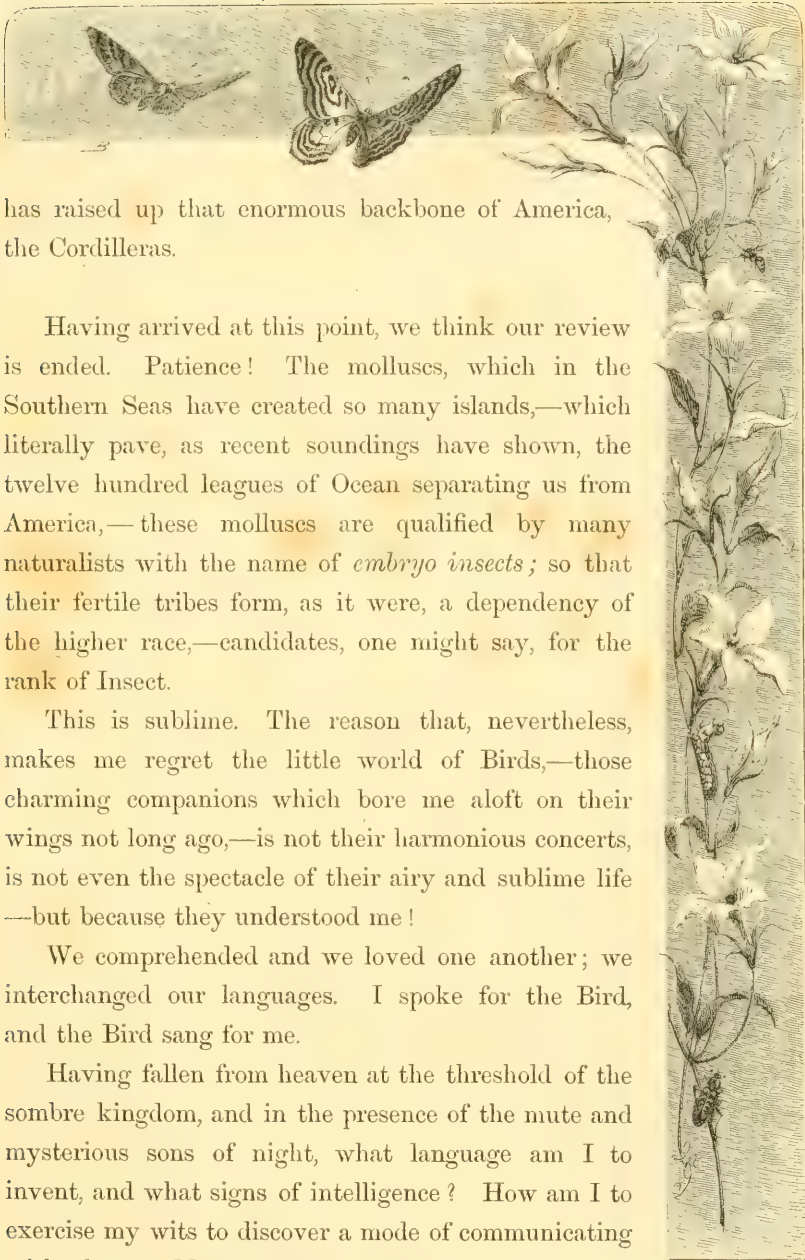 has raised up that enormous backbone of America,
the Cordilleras.
Having arrived at this point, we think our review
is ended. Patience! The molluscs, which in the
Southern Seas have created so many islands,—which
literally pave, as recent soundings have shown, the
twelve hundred leagues of Ocean separating us from
America,—these molluscs are qualified by many
naturalists with the name of embryo insects; so that
their fertile tribes form, as it were, a dependency of
the higher race,—candidates, one might say, for the
rank of Insect.
This is sublime. The reason that, nevertheless,
makes me regret the little world of Birds,—those
charming companions which bore me aloft on their
wings not long ago,—is not their harmonious concerts,
is not even the spectacle of their airy and sublime life
—but because they understood me!
We comprehended and we loved one another; we
interchanged our languages. I spoke for the Bird,
and the Bird sang for me.
Having fallen from heaven at the threshold of the
sombre kingdom, and in the presence of the mute and
mysterious sons of night, what language am I to
invent, and what signs of intelligence? How am I to
exercise my wits to discover a mode of communicating